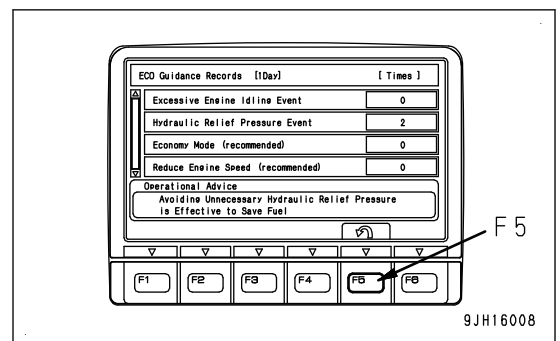 ECO Guidance Records [1Day] [ Times ]
Excessive Engine Idling Event 0
Hydraulic Relief Pressure Event 2
Economy Mode (recommended) 0
Reduce Engine Speed (recommended) 0
Operational Advice
Avoiding Unnecessary Hydraulic Relief Pressure
is Effective to Save Fuel
F5
F1 F2 F3 F4 F5 F6
9JH16008